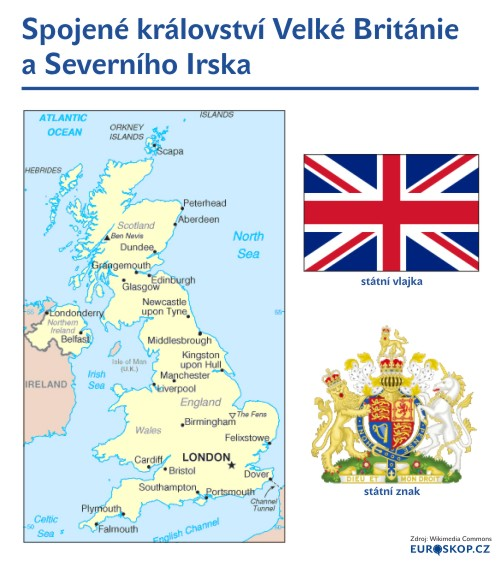 Spojené království Velké Británie
a Severního Irska
ATLANTIC
OCEAN
ISLANDS
ORKNEY
ISLANDS
Scapa
HEBRIDES
Peterhead
Aberdeen
Scotland
Ben Nevis
Dundee
North
Sea
Grangemouth
Edinburgh
Glasgow
Newcastle
upon Tyne
Londonderry
Northern
Ireland
Belfast
Middlesbrough
Isle of Man
(U.K.)
Kingston
upon Hull
Irish
Sea
Manchester
Liverpool
IRELAND
England
The Fens
Birmingham
Wales
Felixstowe
LONDON
Cardiff
Bristol
Dover
Southampton
Portsmouth
Channel
Tunnel
Plymouth
Falmouth
Celtic
Sea
English Channel
státní vlajka
DIEU ET MON DROIT
státní znak
Zdroj: Wikimedia Commons
EUROSKOP.CZ